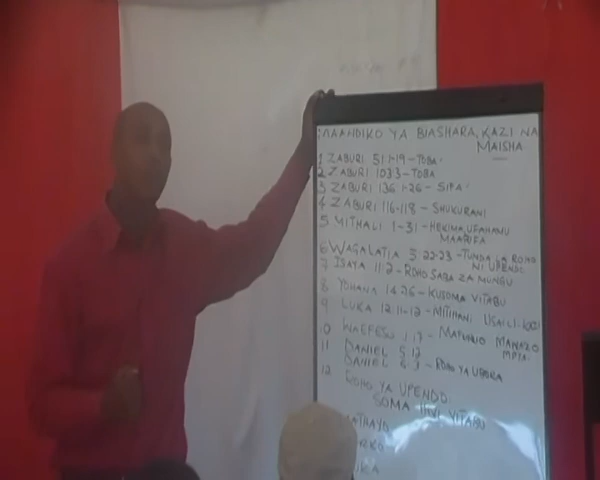 MAANDIKO YA BIASHARA, KAZI NA
MAISHA
1 ZABURI 51:1-19 - TOBA
2 ZABURI 103:3 - TOBA
3 ZABURI 136:1-26 - SIFA
4 ZABURI 116-118 - SHUKURANI
5 MITHALI 1-31 - HEKIMA, UFAHAMU
MAARIFA
6 WAGALATIA 5 22-23 - TUNDA LA ROHO
NI UPENDO
7 ISAYA 11:2 - ROHO SABA ZA MUNGU
8 YOHANA 14:26 - KUSOMA VITABU
9 LUKA 12:11-12 - MITIHANI USAILI
10 WAEFESO 1:17 - MAWAZO
MPYA
11 DANIEL 5:12
DANIEL 6:3 - ROHO YA UBORA
12 ROHO YA UPENDO
SOMA HIVI VITABU